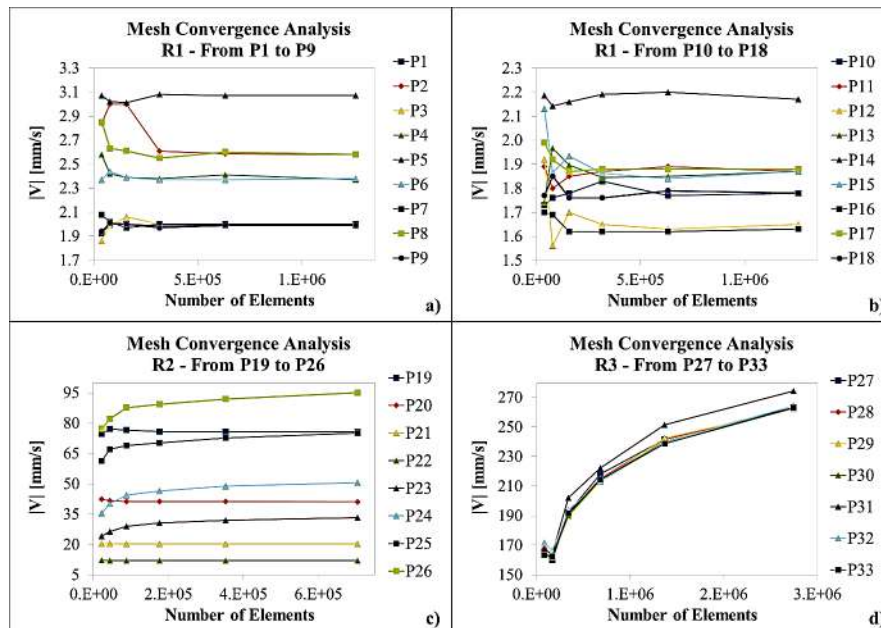 Mesh Convergence Analysis
R1 - From P1 to P9
|V| [mm/s]
3.3
3.1
2.9
2.7
2.5
2.3
2.1
1.9
1.7
0.E+00
5.E+05
1.E+06
Number of Elements
P1
P2
P3
P4
P5
P6
P7
P8
P9
a)
Mesh Convergence Analysis
R1 - From P10 to P18
|V| [mm/s]
2.3
2.2
2.1
2.0
1.9
1.8
1.7
1.6
1.5
0.E+00
5.E+05
1.E+06
Number of Elements
P10
P11
P12
P13
P14
P15
P16
P17
P18
b)
Mesh Convergence Analysis
R2 - From P19 to P26
|V| [mm/s]
95
80
65
50
35
20
5
0.E+00
2.E+05
4.E+05
6.E+05
Number of Elements
P19
P20
P21
P22
P23
P24
P25
P26
c)
Mesh Convergence Analysis
R3 - From P27 to P33
|V| [mm/s]
270
250
230
210
190
170
150
0.E+00
1.E+06
2.E+06
3.E+06
Number of Elements
P27
P28
P29
P30
P31
P32
P33
d)